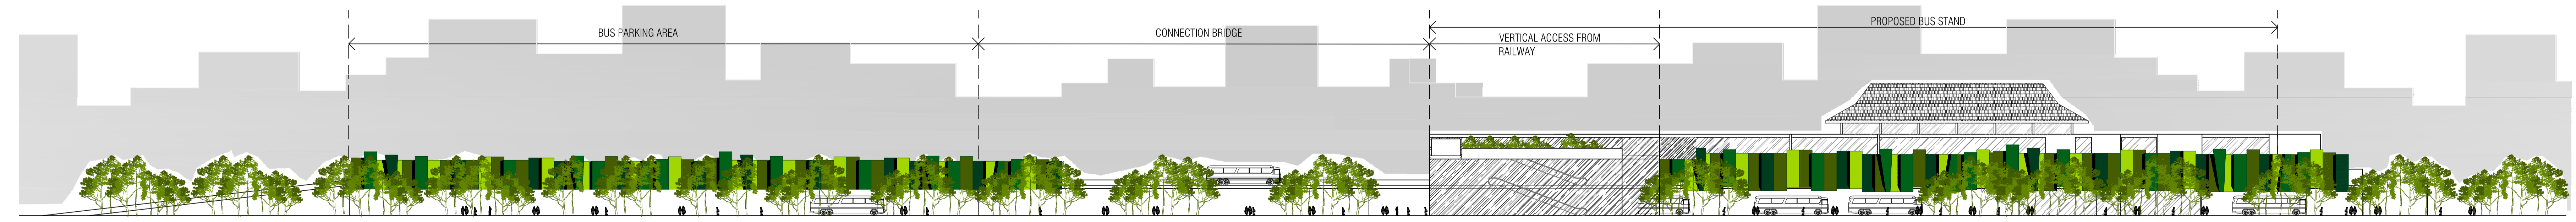 BUS PARKING AREA
CONNECTION BRIDGE
VERTICAL ACCESS FROM
RAILWAY
PROPOSED BUS STAND